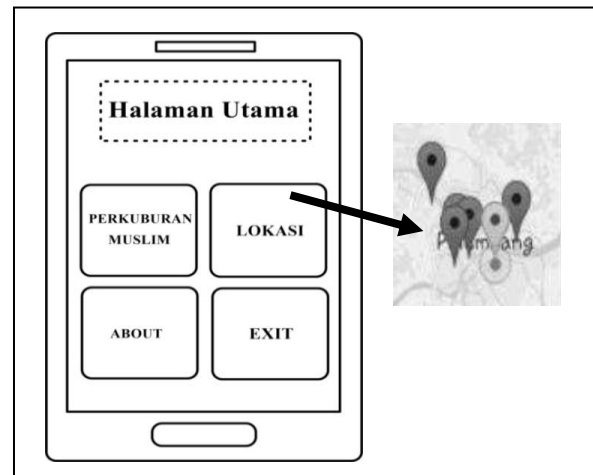 Halaman Utama
PERKUBURAN
MUSLIM
LOKASI
ABOUT
EXIT